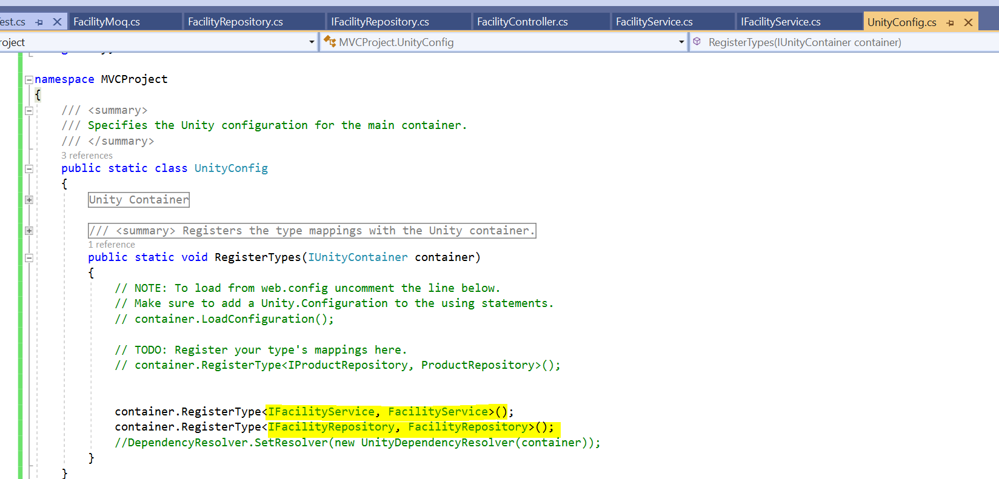 est.cs
FacilityMoq.cs
FacilityRepository.cs
IFacilityRepository.cs
FacilityController.cs
FacilityService.cs
IFacilityService.cs
UnityConfig.cs
roject
MVCProject.UnityConfig
RegisterTypes(IUnityContainer container)
namespace MVCProject
{
/// <summary>
/// Specifies the Unity configuration for the main container.
/// </summary>
3 references
public static class UnityConfig
{
Unity Container
/// <summary> Registers the type mappings with the Unity container.
1 reference
public static void RegisterTypes(IUnityContainer container)
{
// NOTE: To load from web.config uncomment the line below.
// Make sure to add a Unity.Configuration to the using statements.
// container.LoadConfiguration();
// TODO: Register your type's mappings here.
// container.RegisterType<IProductRepository, ProductRepository>();
container.RegisterType<IFacilityService, FacilityService>();
container.RegisterType<IFacilityRepository, FacilityRepository>();
//DependencyResolver.SetResolver(new UnityDependencyResolver(container));
}
}